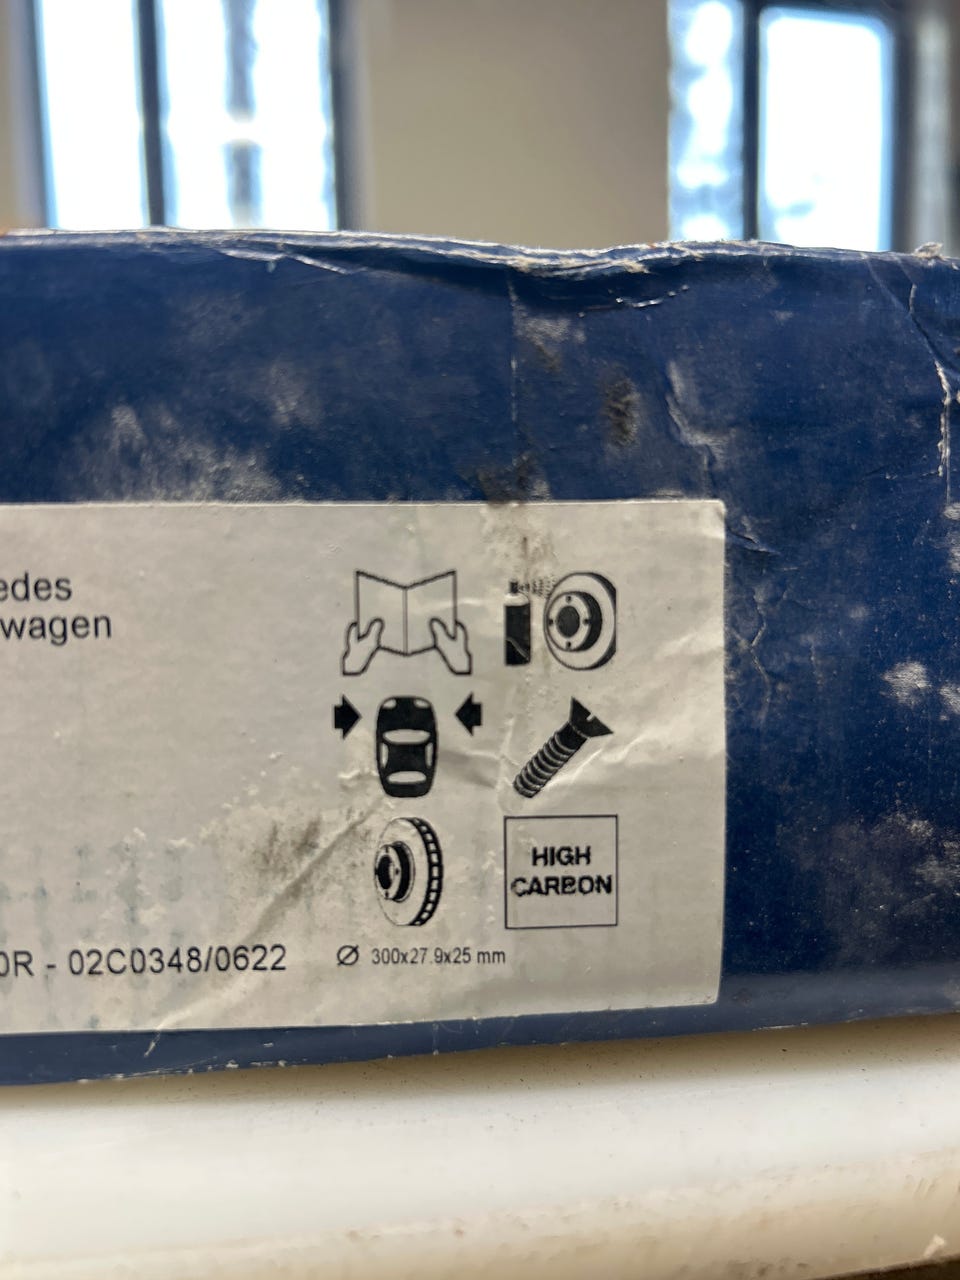 edes
wagen
HIGH
CARBON
0R - 02C0348/0622
Ø 300x27.9x25 mm